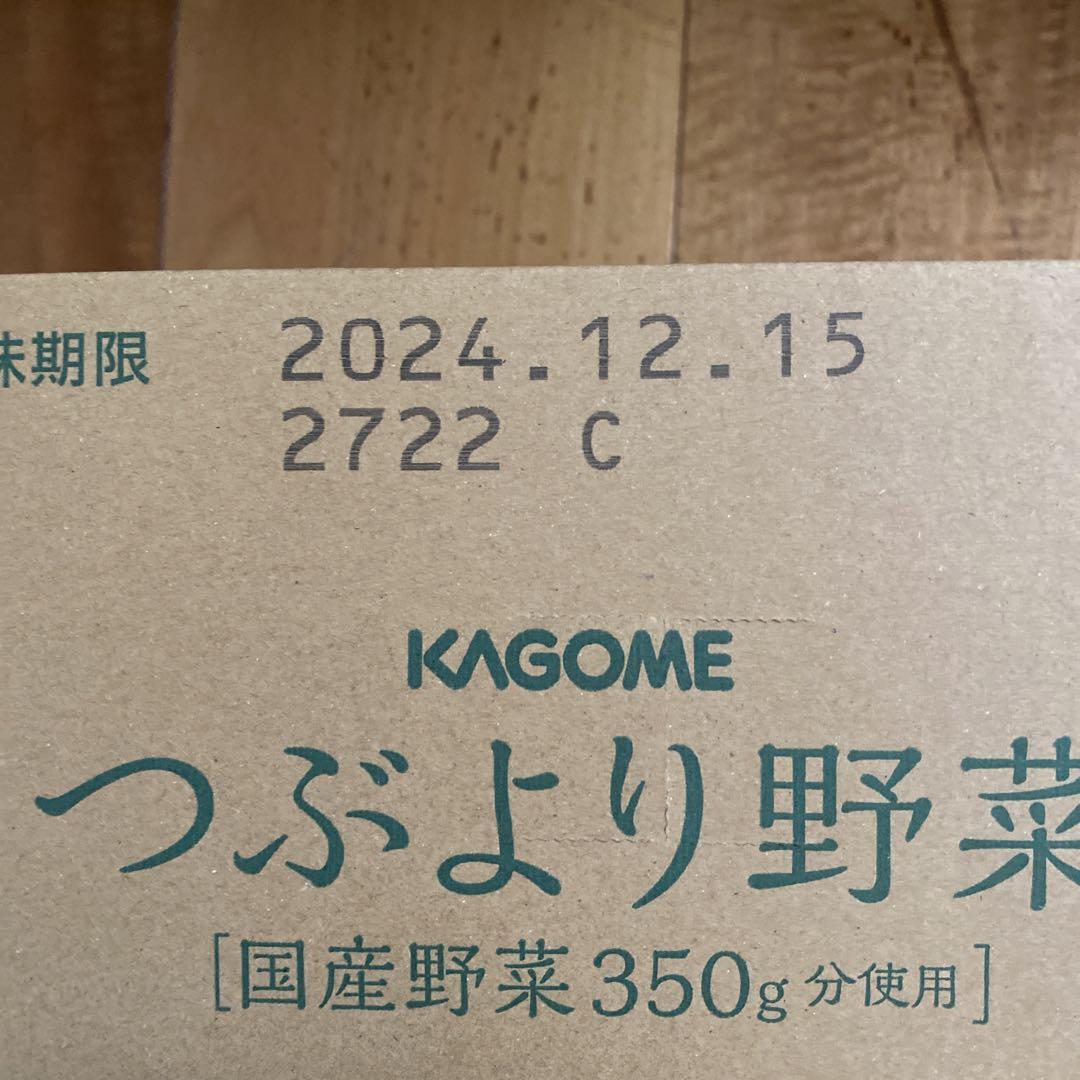 味期限 2024.12.15
2722 C
KAGOME
つぶより野菜
[国産野菜350g分使用]